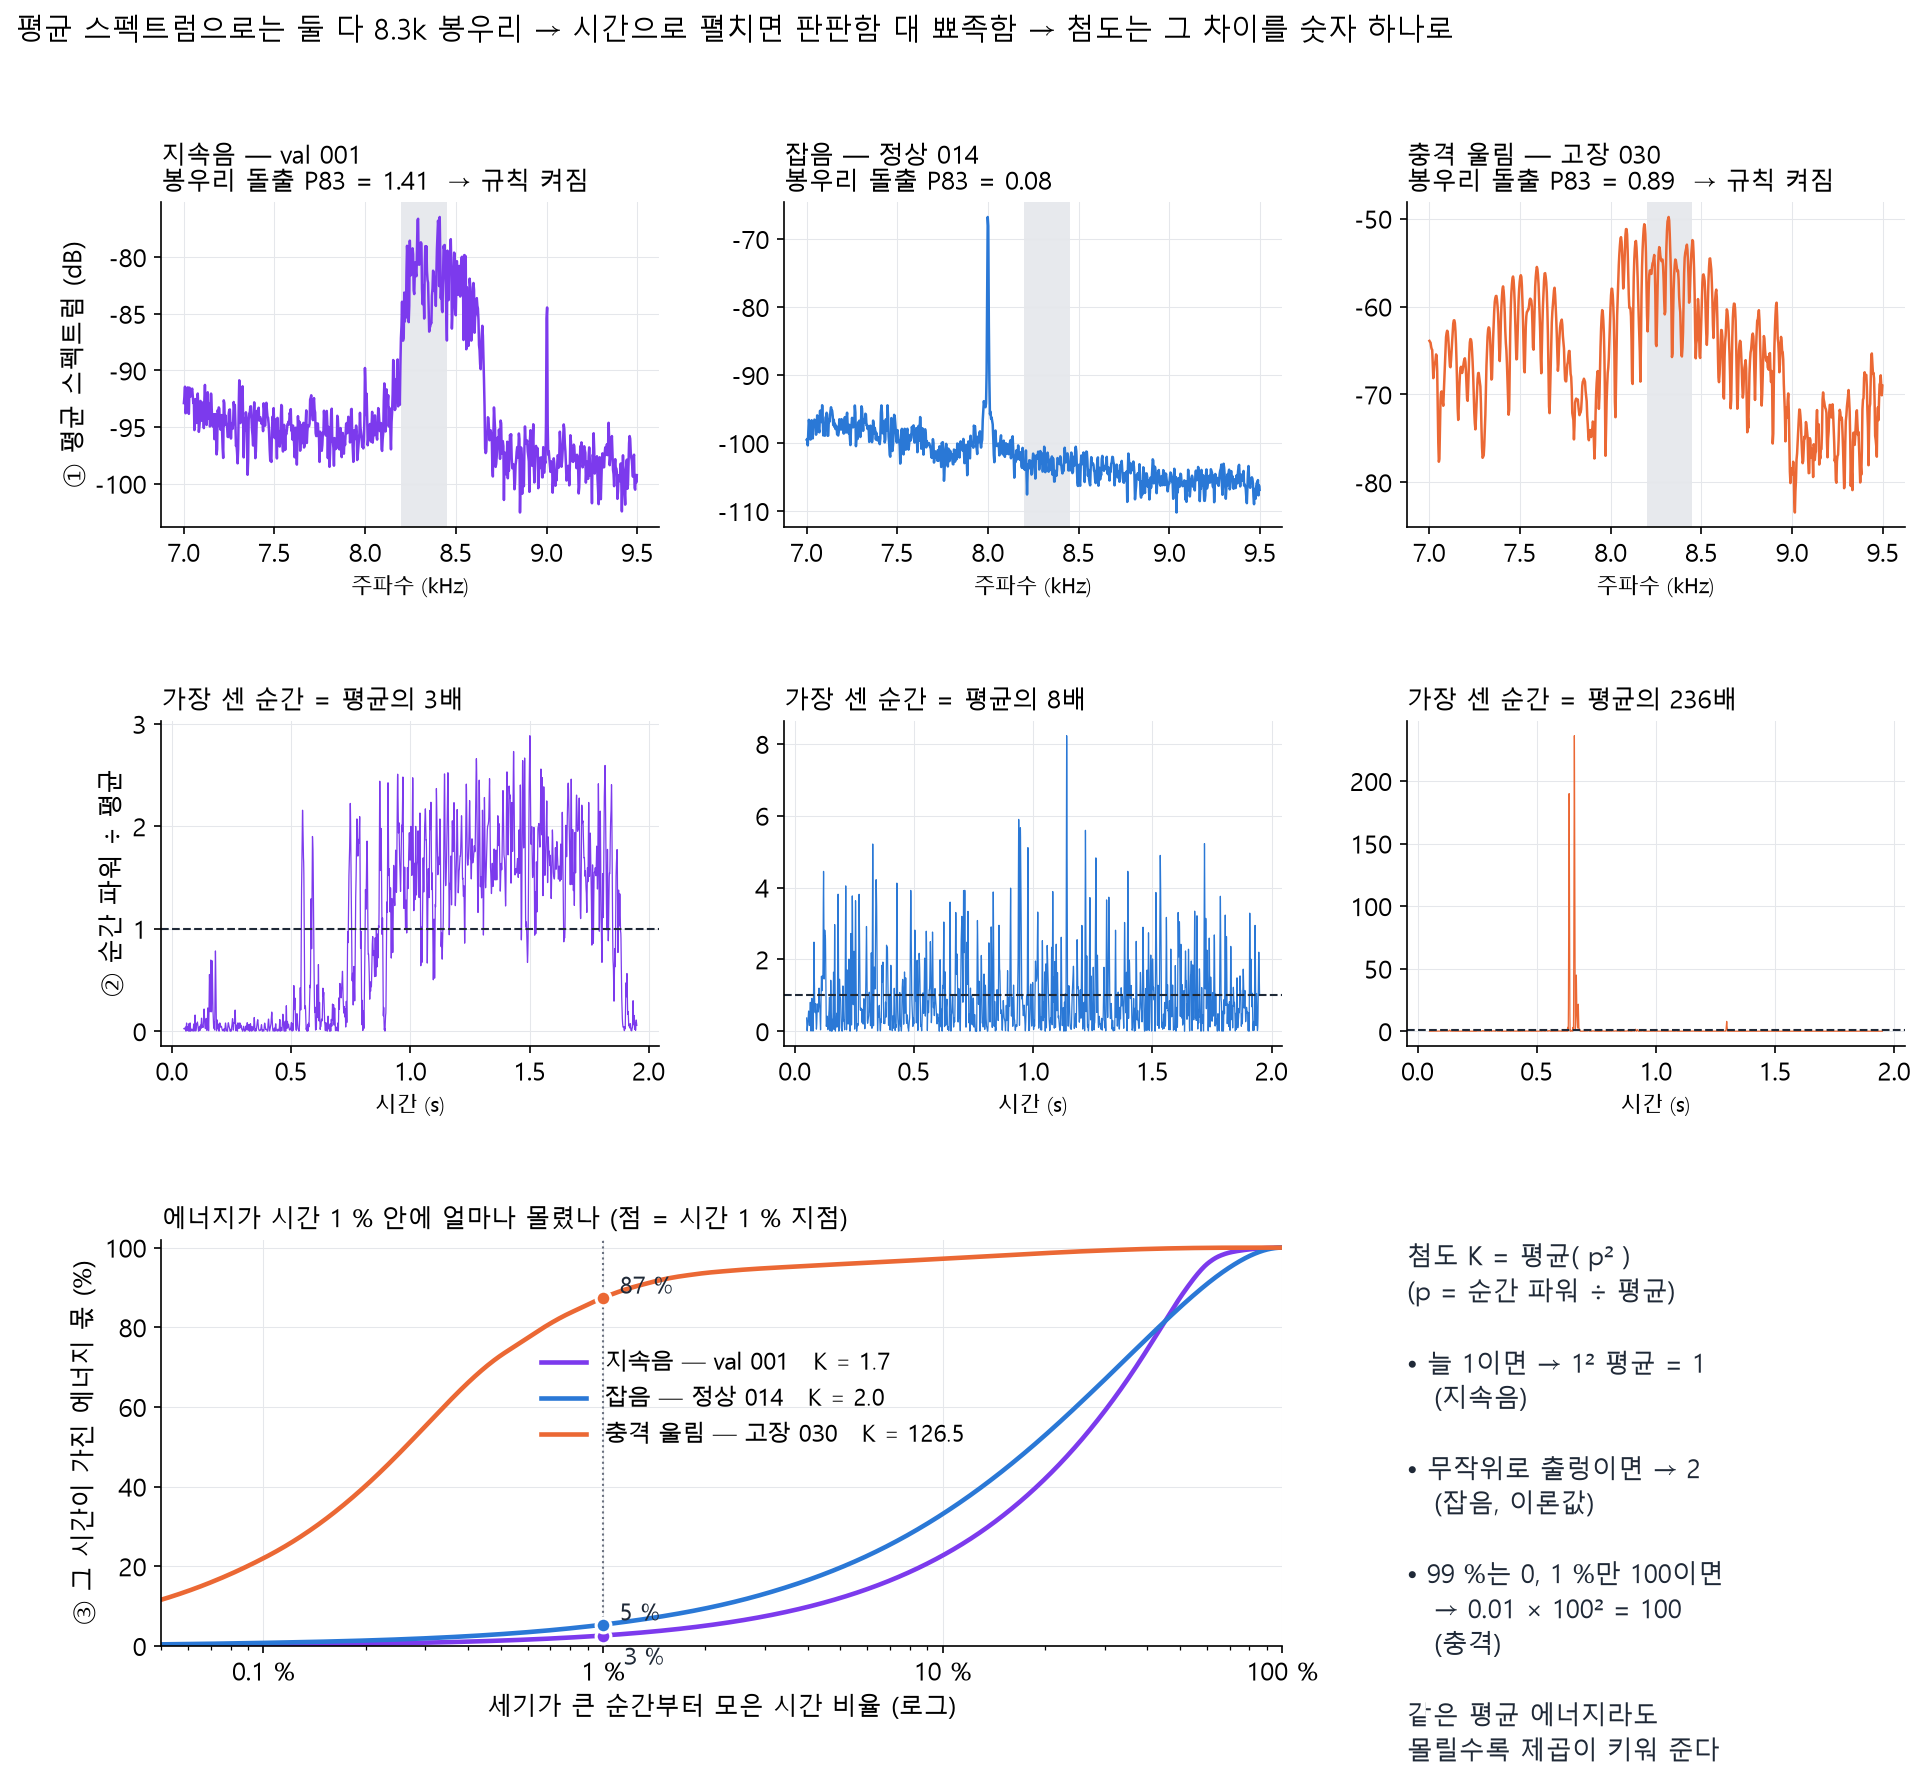 평균 스펙트럼으로는 둘 다 8.3k 봉우리 → 시간으로 펼치면 판판함 대 뾰족함 → 첨도는 그 차이를 숫자 하나로
지속음 — val 001
봉우리 돌출 P83 = 1.41 → 규칙 켜짐
① 평균 스펙트럼 (dB)
-80
-85
-90
-95
-100
7.0 7.5 8.0 8.5 9.0 9.5
주파수 (kHz)
잡음 — 정상 014
봉우리 돌출 P83 = 0.08
-70
-80
-90
-100
-110
7.0 7.5 8.0 8.5 9.0 9.5
주파수 (kHz)
충격 울림 — 고장 030
봉우리 돌출 P83 = 0.89 → 규칙 켜짐
-50
-60
-70
-80
7.0 7.5 8.0 8.5 9.0 9.5
주파수 (kHz)
가장 센 순간 = 평균의 3배
② 순간 파워 ÷ 평균
3
2
1
0
0.0 0.5 1.0 1.5 2.0
시간 (s)
가장 센 순간 = 평균의 8배
8
6
4
2
0
0.0 0.5 1.0 1.5 2.0
시간 (s)
가장 센 순간 = 평균의 236배
200
150
100
50
0
0.0 0.5 1.0 1.5 2.0
시간 (s)
에너지가 시간 1 % 안에 얼마나 몰렸나 (점 = 시간 1 % 지점)
③ 그 시간이 가진 에너지 몫 (%)
100
80
60
40
20
0
87 %
지속음 — val 001 K = 1.7
잡음 — 정상 014 K = 2.0
충격 울림 — 고장 030 K = 126.5
5 %
3 %
0.1 % 1 % 10 % 100 %
세기가 큰 순간부터 모은 시간 비율 (로그)
첨도 K = 평균( p² )
(p = 순간 파워 ÷ 평균)
• 늘 1이면 → 1² 평균 = 1
(지속음)
• 무작위로 출렁이면 → 2
(잡음, 이론값)
• 99 %는 0, 1 %만 100이면
→ 0.01 × 100² = 100
(충격)
같은 평균 에너지라도
몰릴수록 제곱이 키워 준다